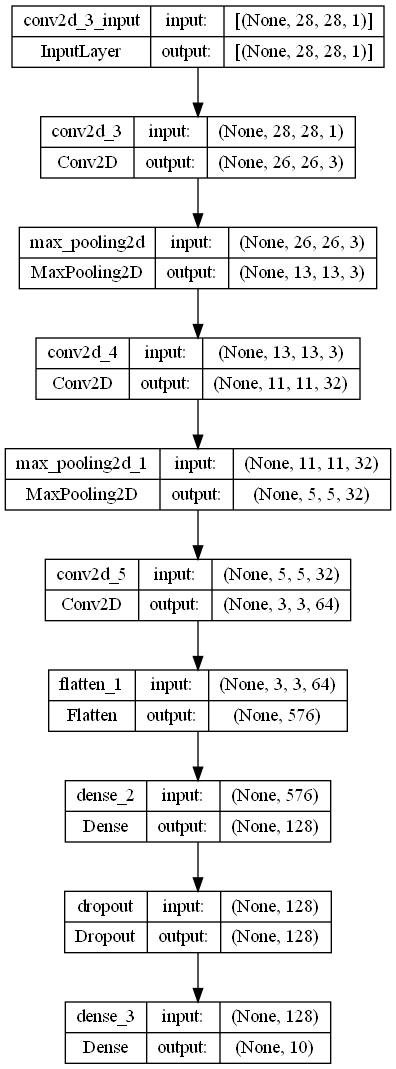 conv2d_3_input input: [(None, 28, 28, 1)]
InputLayer output: [(None, 28, 28, 1)]
conv2d_3 input: (None, 28, 28, 1)
Conv2D output: (None, 26, 26, 3)
max_pooling2d input: (None, 26, 26, 3)
MaxPooling2D output: (None, 13, 13, 3)
conv2d_4 input: (None, 13, 13, 3)
Conv2D output: (None, 11, 11, 32)
max_pooling2d_1 input: (None, 11, 11, 32)
MaxPooling2D output: (None, 5, 5, 32)
conv2d_5 input: (None, 5, 5, 32)
Conv2D output: (None, 3, 3, 64)
flatten_1 input: (None, 3, 3, 64)
Flatten output: (None, 576)
dense_2 input: (None, 576)
Dense output: (None, 128)
dropout input: (None, 128)
Dropout output: (None, 128)
dense_3 input: (None, 128)
Dense output: (None, 10)